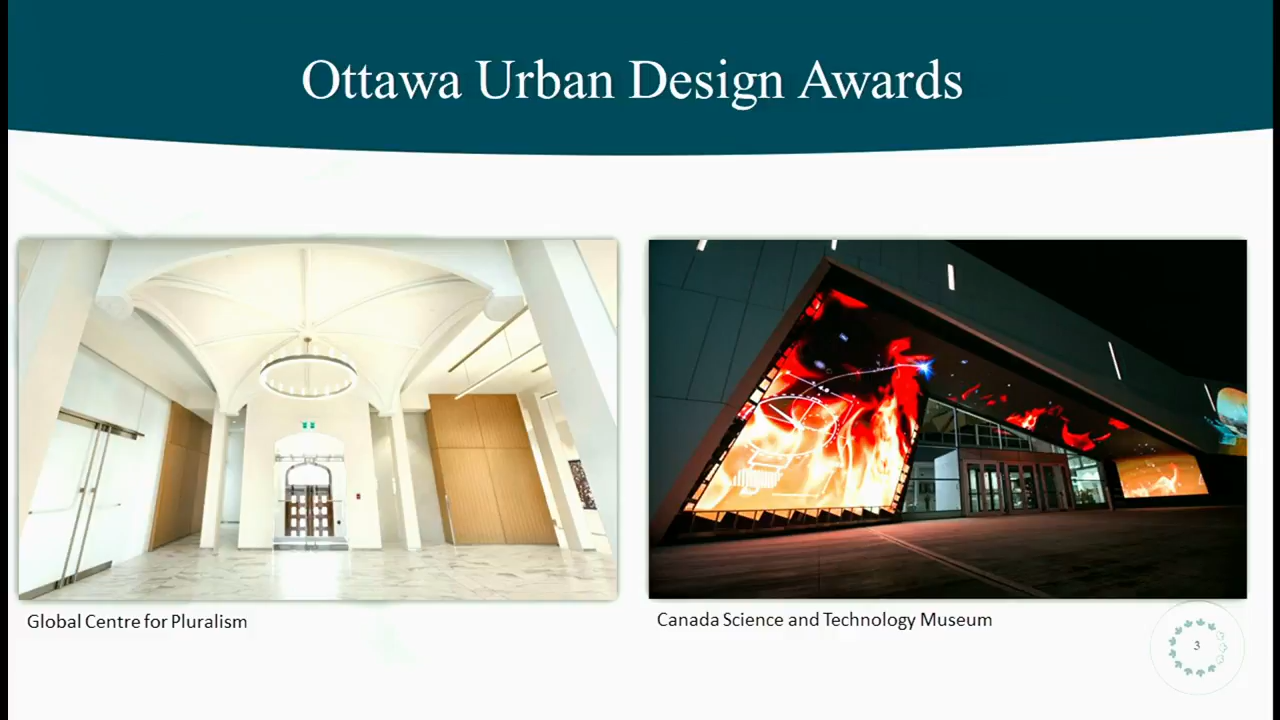 Ottawa Urban Design Awards
Global Centre for Pluralism
Canada Science and Technology Museum
3